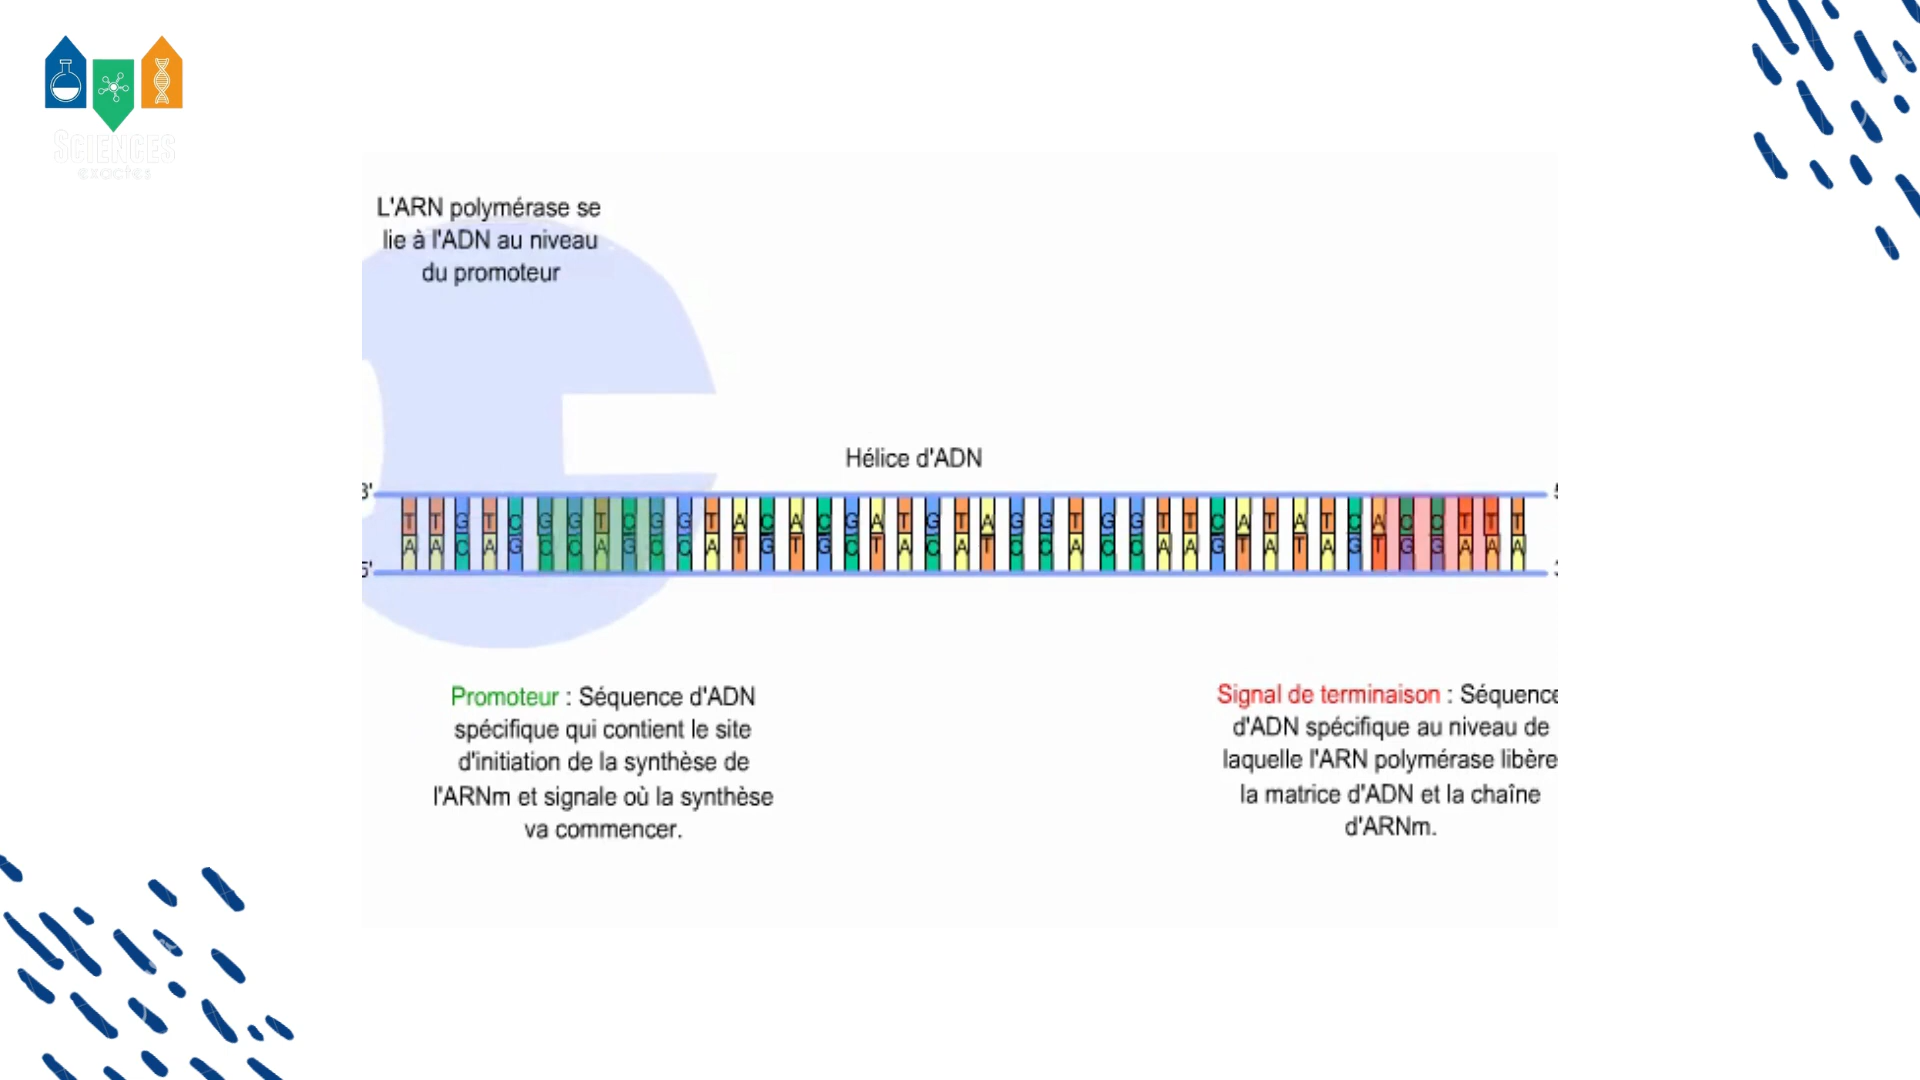 SCIENCES
exactes
L'ARN polymérase se
lie à l'ADN au niveau
du promoteur
Hélice d'ADN
3'
T T G T C G G T C G G T A C A C G A T G T A G G T G G T T C A T A T C A C C T T T
A A C A G C C A G C C A T G T G C T A C A T C C A C C A A G T A T A G T G G A A A
5'
Promoteur : Séquence d'ADN
spécifique qui contient le site
d'initiation de la synthèse de
l'ARNm et signale où la synthèse
va commencer.
Signal de terminaison : Séquence
d'ADN spécifique au niveau de
laquelle l'ARN polymérase libère
la matrice d'ADN et la chaîne
d'ARNm.